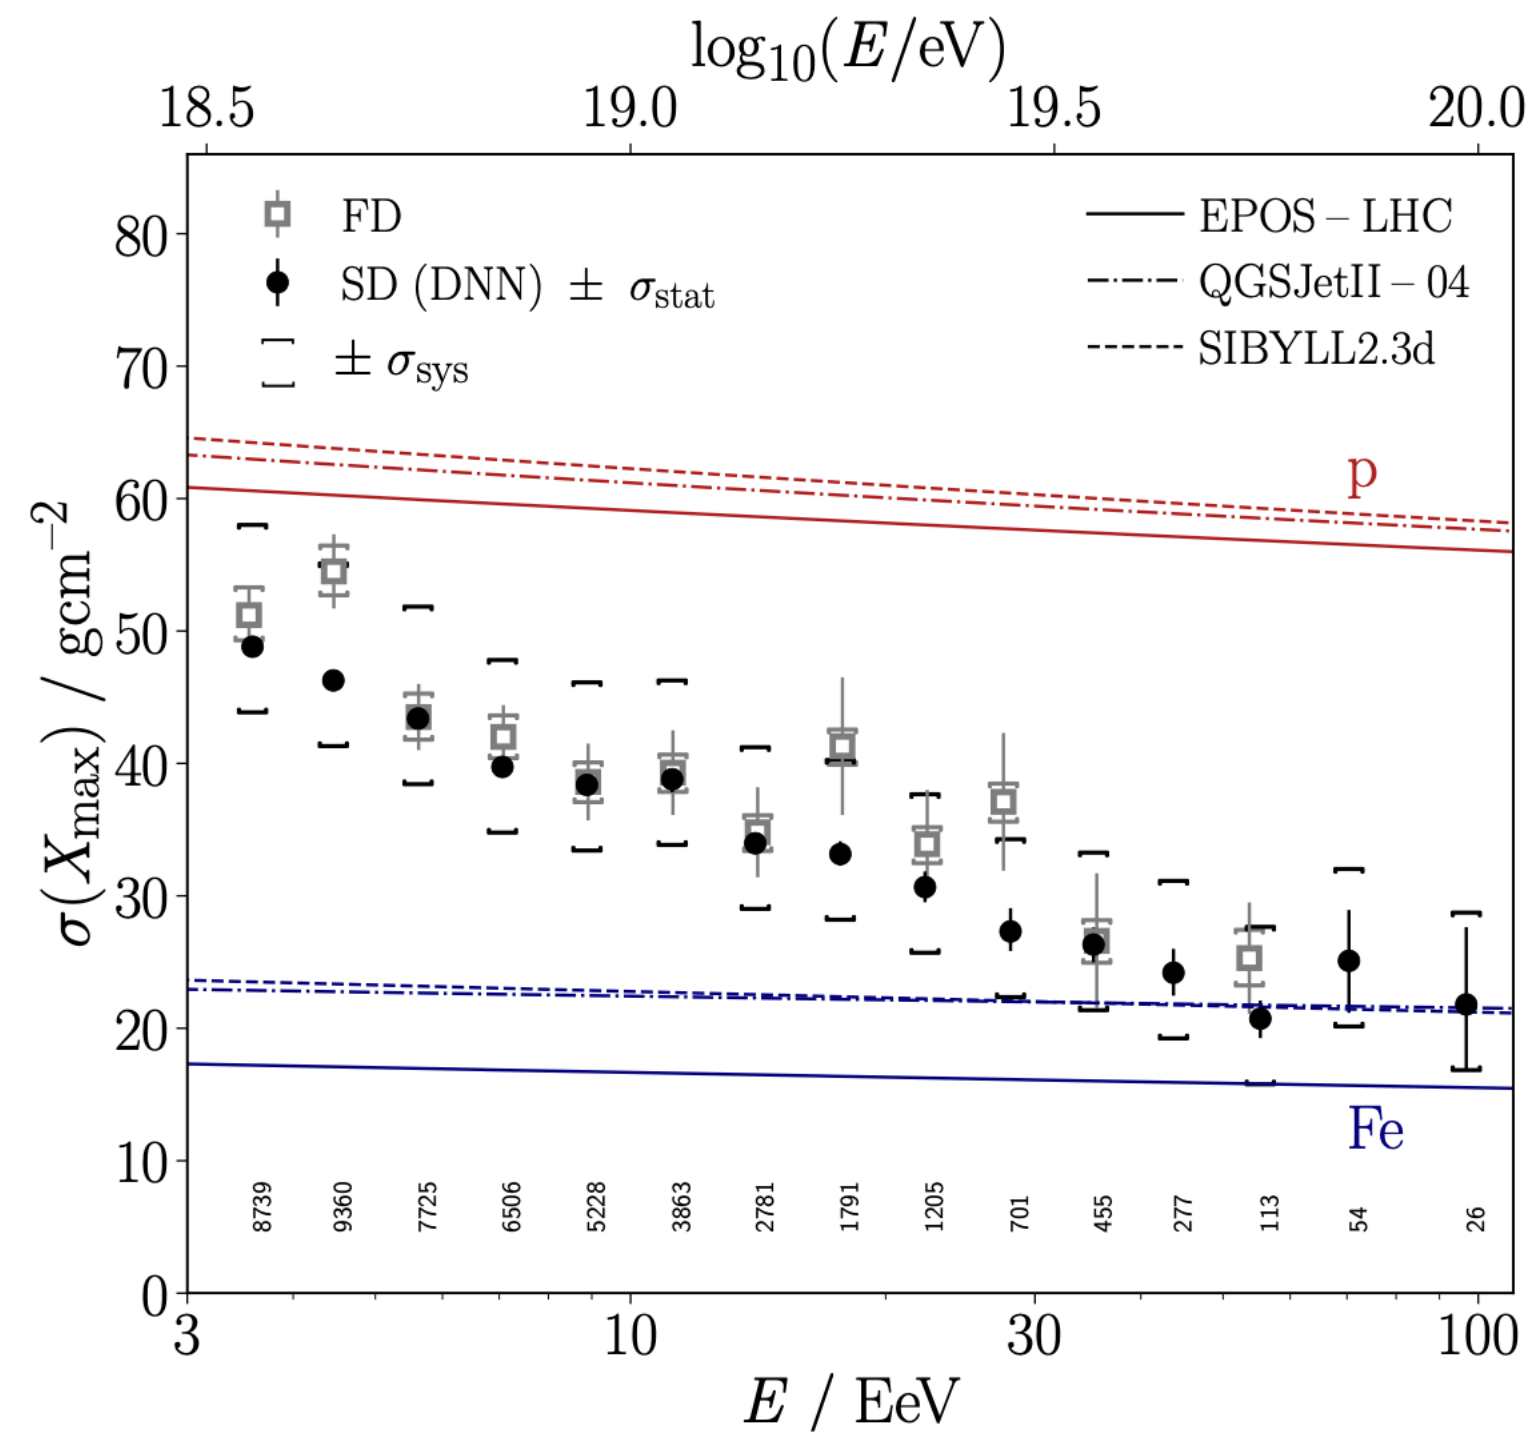 log₁₀(E/eV)
18.5 19.0 19.5 20.0
FD
SD (DNN) ± σstat
± σsys
EPOS – LHC
QGSJetII – 04
SIBYLL2.3d
σ(Xmax) / gcm⁻²
80
70
60
50
40
30
20
10
0
p
Fe
8739 9360 7725 6506 5228 3863 2781 1791 1205 701 455 277 113 54 26
3 10 30 100
E / EeV